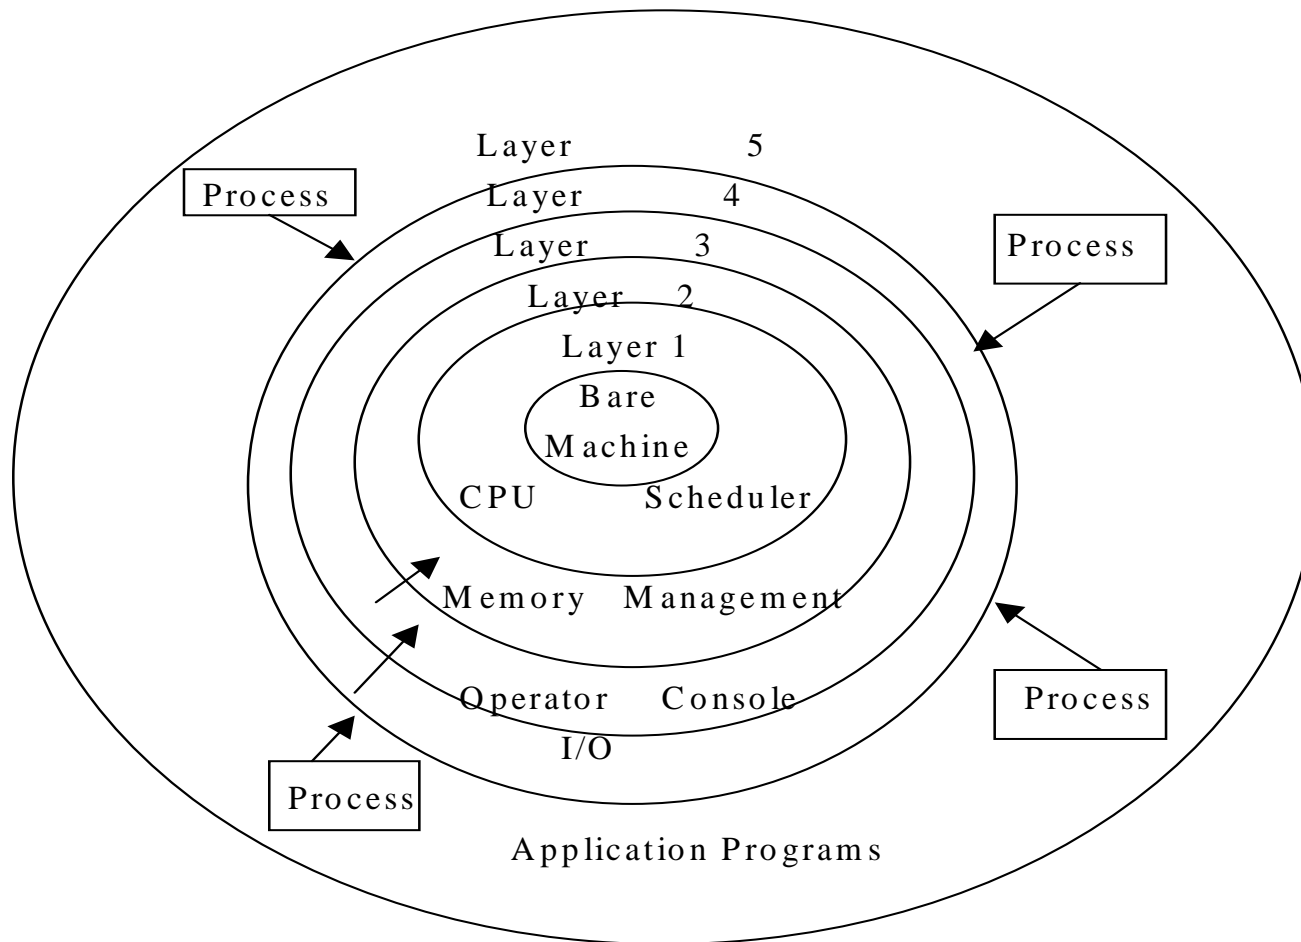 Layer 5
Process
Layer 4
Process
Layer 3
Layer 2
Layer 1
Bare
Machine
CPU Scheduler
Memory Management
Operator Console
Process
I/O
Process
Application Programs